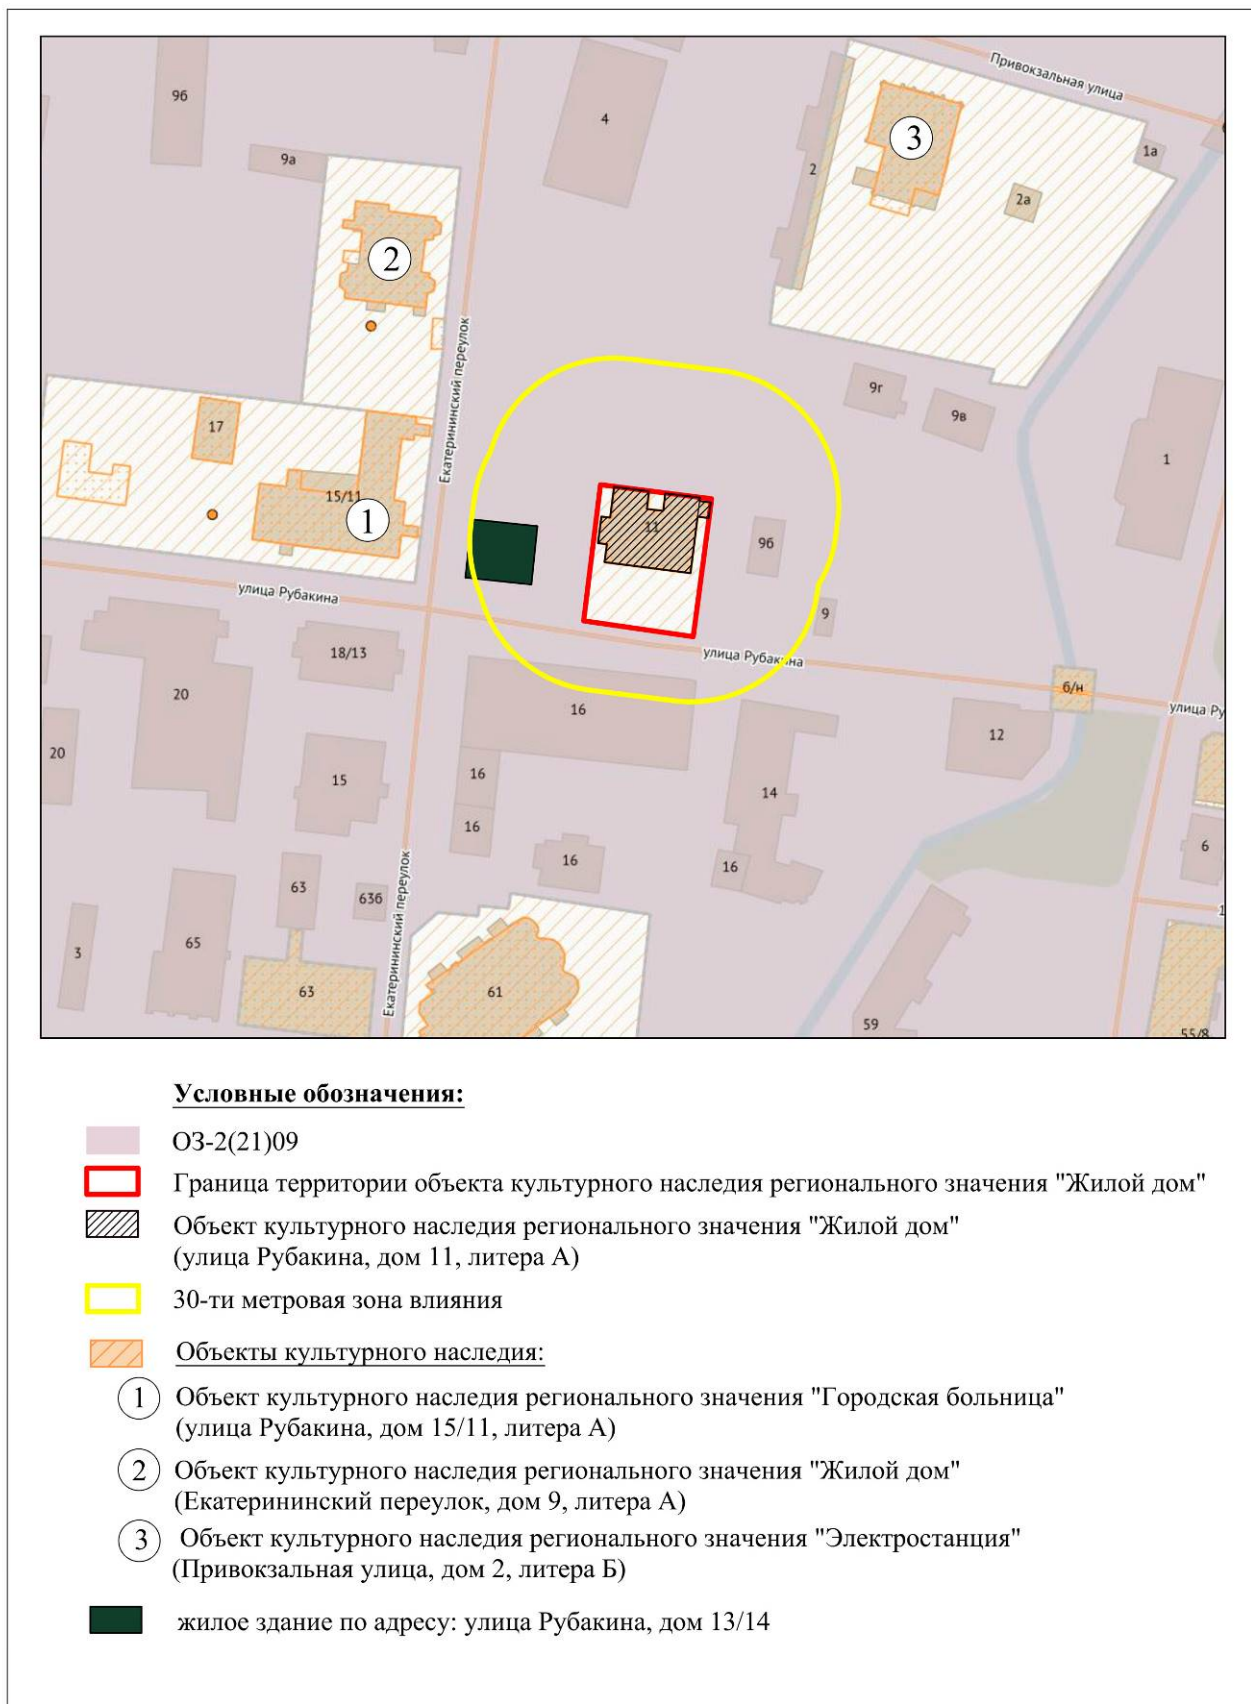 Привокзальная улица
96
4
9а
3
1а
2
2а
2
Екатерининский переулок
9г
9в
17
1
15/11
1
11
9б
улица Рубакина
9
18/13
улица Рубакина
б/н
20
16
улица Ру
12
20
15
16
14
16
6
16
16
63
63б
1
65
3
Екатерининский переулок
63
61
59
55/8
Условные обозначения:
ОЗ-2(21)09
Граница территории объекта культурного наследия регионального значения "Жилой дом"
Объект культурного наследия регионального значения "Жилой дом"
(улица Рубакина, дом 11, литера А)
30-ти метровая зона влияния
Объекты культурного наследия:
1 Объект культурного наследия регионального значения "Городская больница"
(улица Рубакина, дом 15/11, литера А)
2 Объект культурного наследия регионального значения "Жилой дом"
(Екатерининский переулок, дом 9, литера А)
3 Объект культурного наследия регионального значения "Электростанция"
(Привокзальная улица, дом 2, литера Б)
жилое здание по адресу: улица Рубакина, дом 13/14